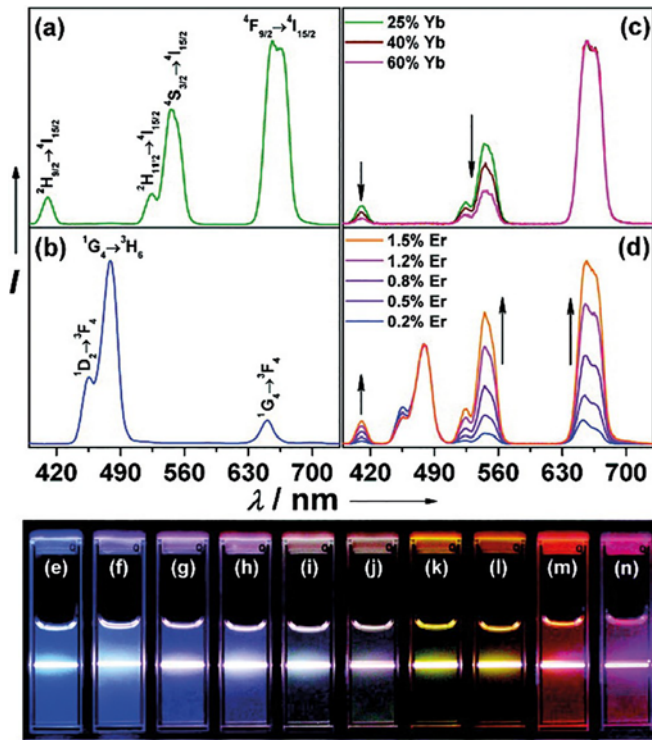 (a)
²H₉/₂→⁴I₁₅/₂
²H₁₁/₂→⁴I₁₅/₂
⁴S₃/₂→⁴I₁₅/₂
⁴F₉/₂→⁴I₁₅/₂
(c)
25% Yb
40% Yb
60% Yb
(b)
¹D₂→³F₄
¹G₄→³H₆
¹G₄→³F₄
(d)
1.5% Er
1.2% Er
0.8% Er
0.5% Er
0.2% Er
I
420 490 560 630 700 420 490 560 630 700
λ / nm
(e) (f) (g) (h) (i) (j) (k) (l) (m) (n)